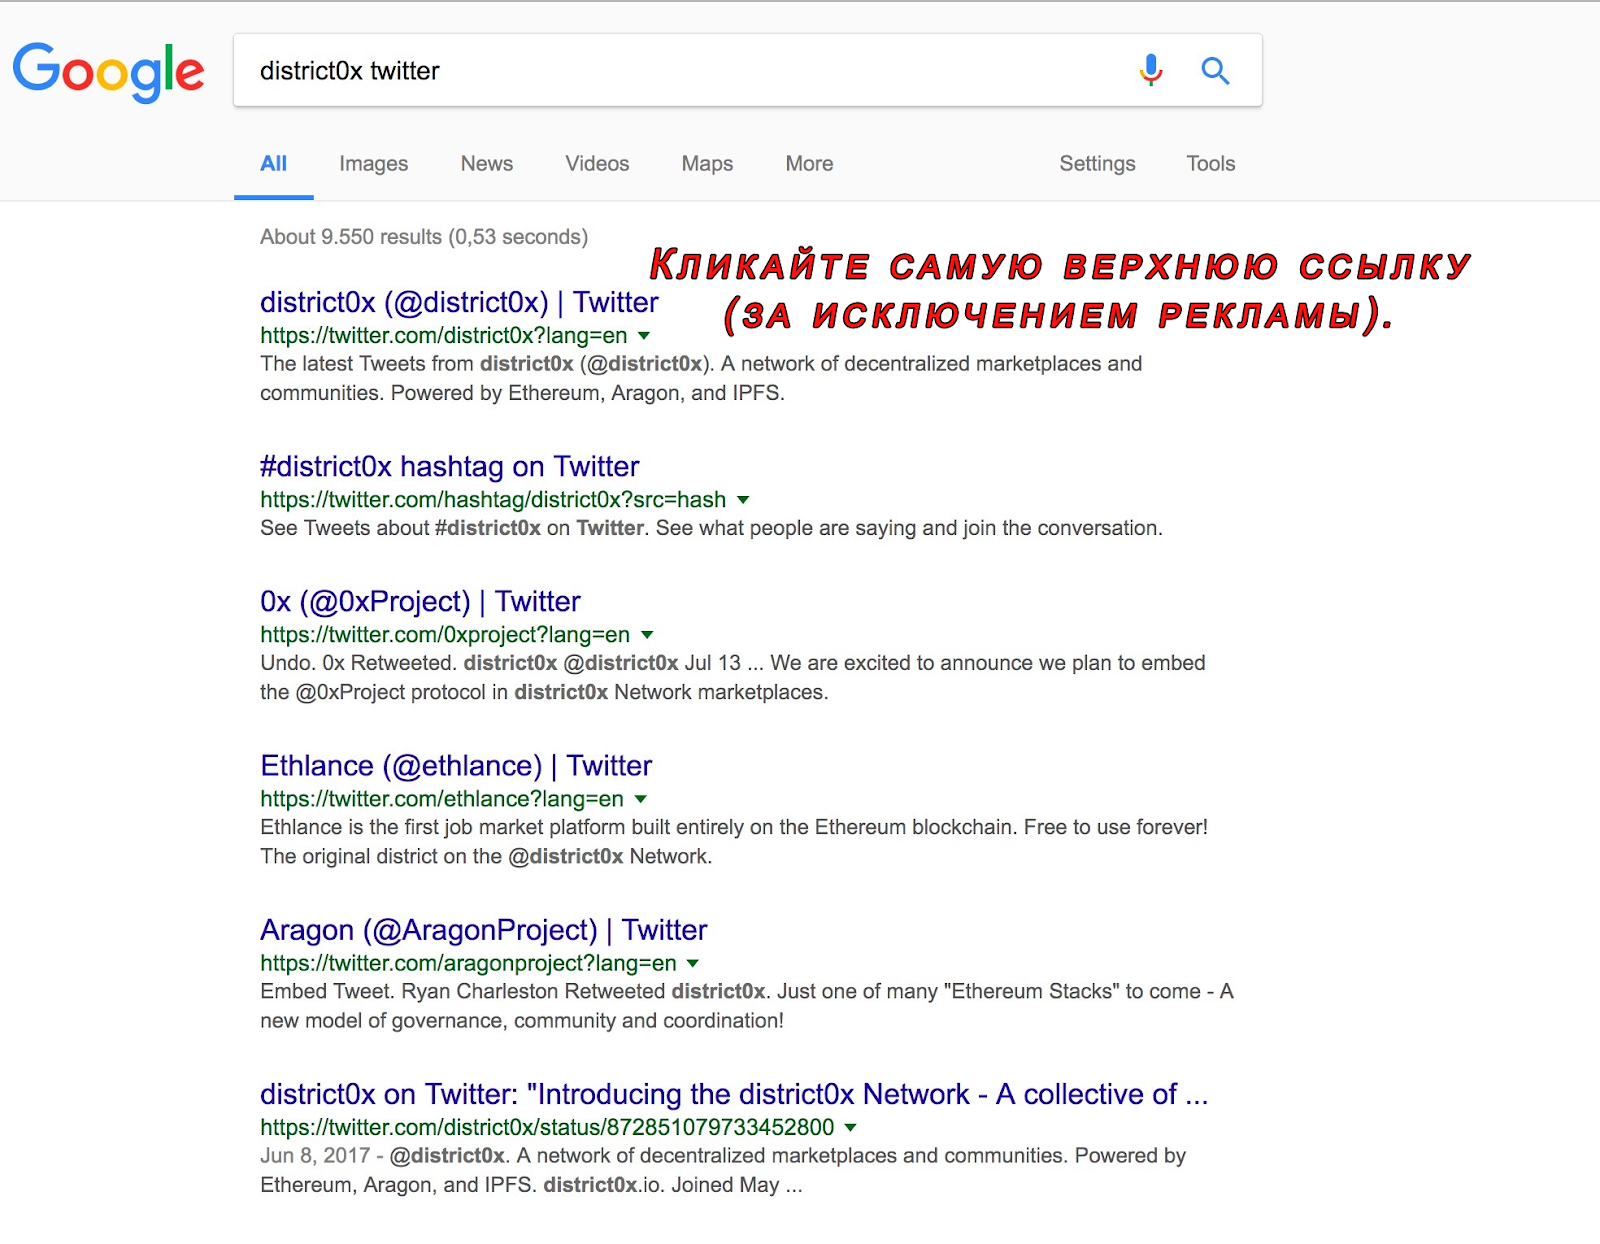 Google
district0x twitter
All Images News Videos Maps More Settings Tools
About 9.550 results (0,53 seconds)
Кликайте самую верхнюю ссылку
(за исключением рекламы).
district0x (@district0x) | Twitter
https://twitter.com/district0x?lang=en
The latest Tweets from district0x (@district0x). A network of decentralized marketplaces and
communities. Powered by Ethereum, Aragon, and IPFS.
#district0x hashtag on Twitter
https://twitter.com/hashtag/district0x?src=hash
See Tweets about #district0x on Twitter. See what people are saying and join the conversation.
0x (@0xProject) | Twitter
https://twitter.com/0xproject?lang=en
Undo. 0x Retweeted. district0x @district0x Jul 13 ... We are excited to announce we plan to embed
the @0xProject protocol in district0x Network marketplaces.
Ethlance (@ethlance) | Twitter
https://twitter.com/ethlance?lang=en
Ethlance is the first job market platform built entirely on the Ethereum blockchain. Free to use forever!
The original district on the @district0x Network.
Aragon (@AragonProject) | Twitter
https://twitter.com/aragonproject?lang=en
Embed Tweet. Ryan Charleston Retweeted district0x. Just one of many "Ethereum Stacks" to come - A
new model of governance, community and coordination!
district0x on Twitter: "Introducing the district0x Network - A collective of ...
https://twitter.com/district0x/status/872851079733452800
Jun 8, 2017 - @district0x. A network of decentralized marketplaces and communities. Powered by
Ethereum, Aragon, and IPFS. district0x.io. Joined May ...